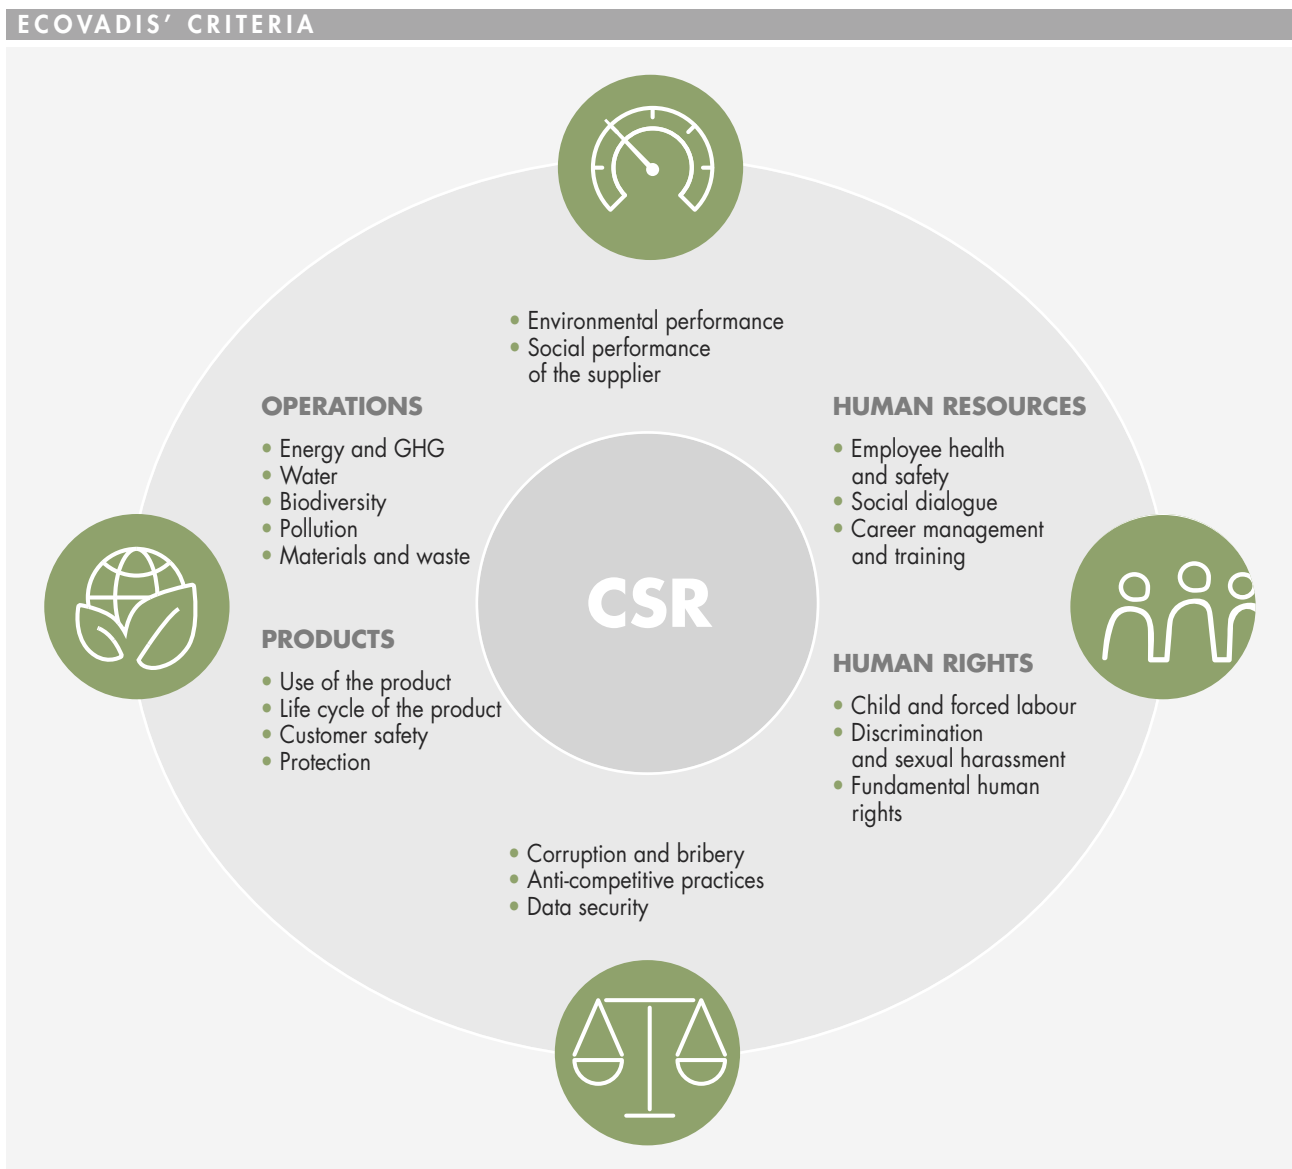 ECOVADIS’ CRITERIA
• Environmental performance
• Social performance
of the supplier
OPERATIONS
• Energy and GHG
• Water
• Biodiversity
• Pollution
• Materials and waste
PRODUCTS
• Use of the product
• Life cycle of the product
• Customer safety
• Protection
CSR
HUMAN RESOURCES
• Employee health
and safety
• Social dialogue
• Career management
and training
HUMAN RIGHTS
• Child and forced labour
• Discrimination
and sexual harassment
• Fundamental human
rights
• Corruption and bribery
• Anti-competitive practices
• Data security